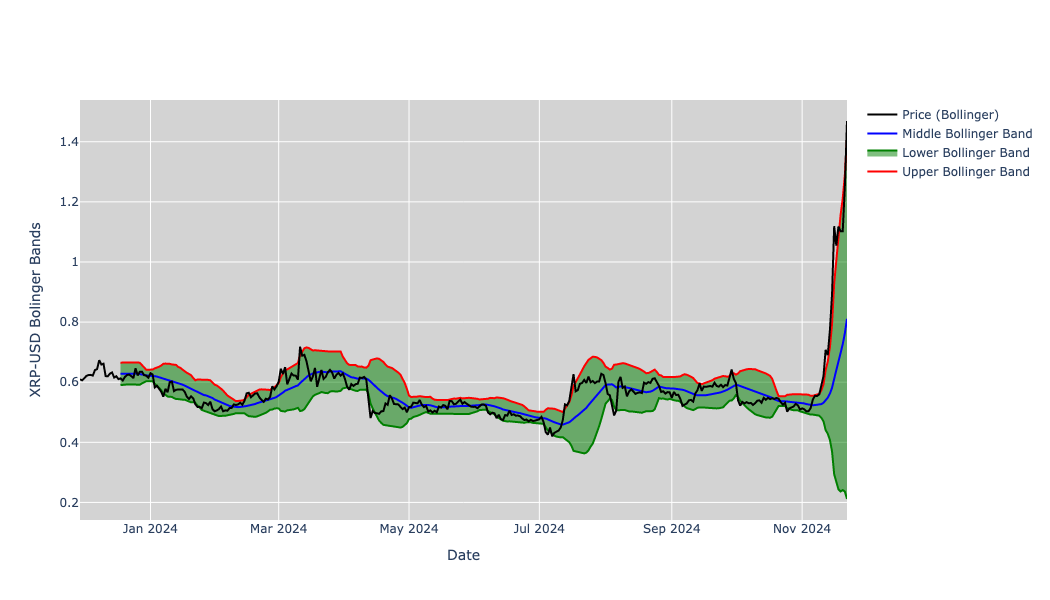 Price (Bollinger)
Middle Bollinger Band
Lower Bollinger Band
Upper Bollinger Band
XRP-USD Bolinger Bands
1.4
1.2
1
0.8
0.6
0.4
0.2
Jan 2024 Mar 2024 May 2024 Jul 2024 Sep 2024 Nov 2024
Date